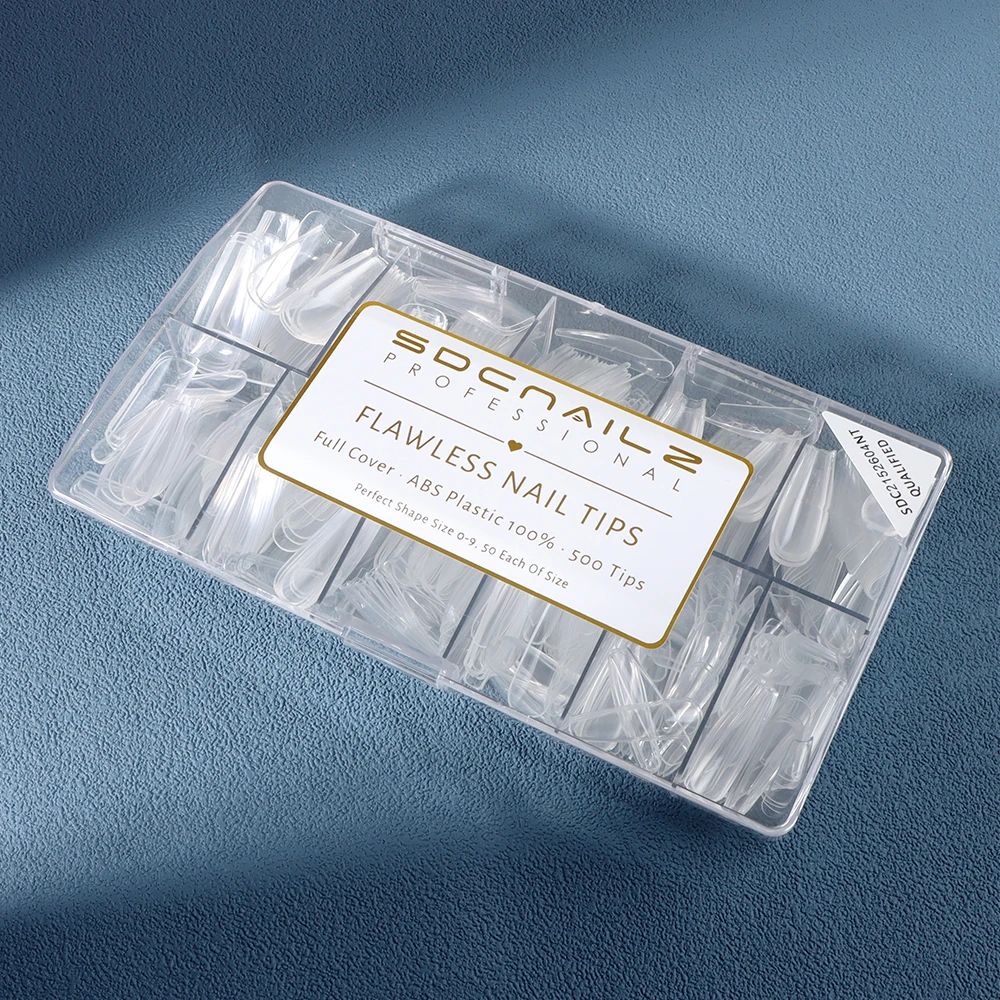 SDCNAILZ
PROFESSIONAL
FLAWLESS NAIL TIPS
Full Cover · ABS Plastic 100% · 500 Tips
Perfect Shape Size 0-9. 50 Each Of Size
SDC2152604NT
QUALIFIED